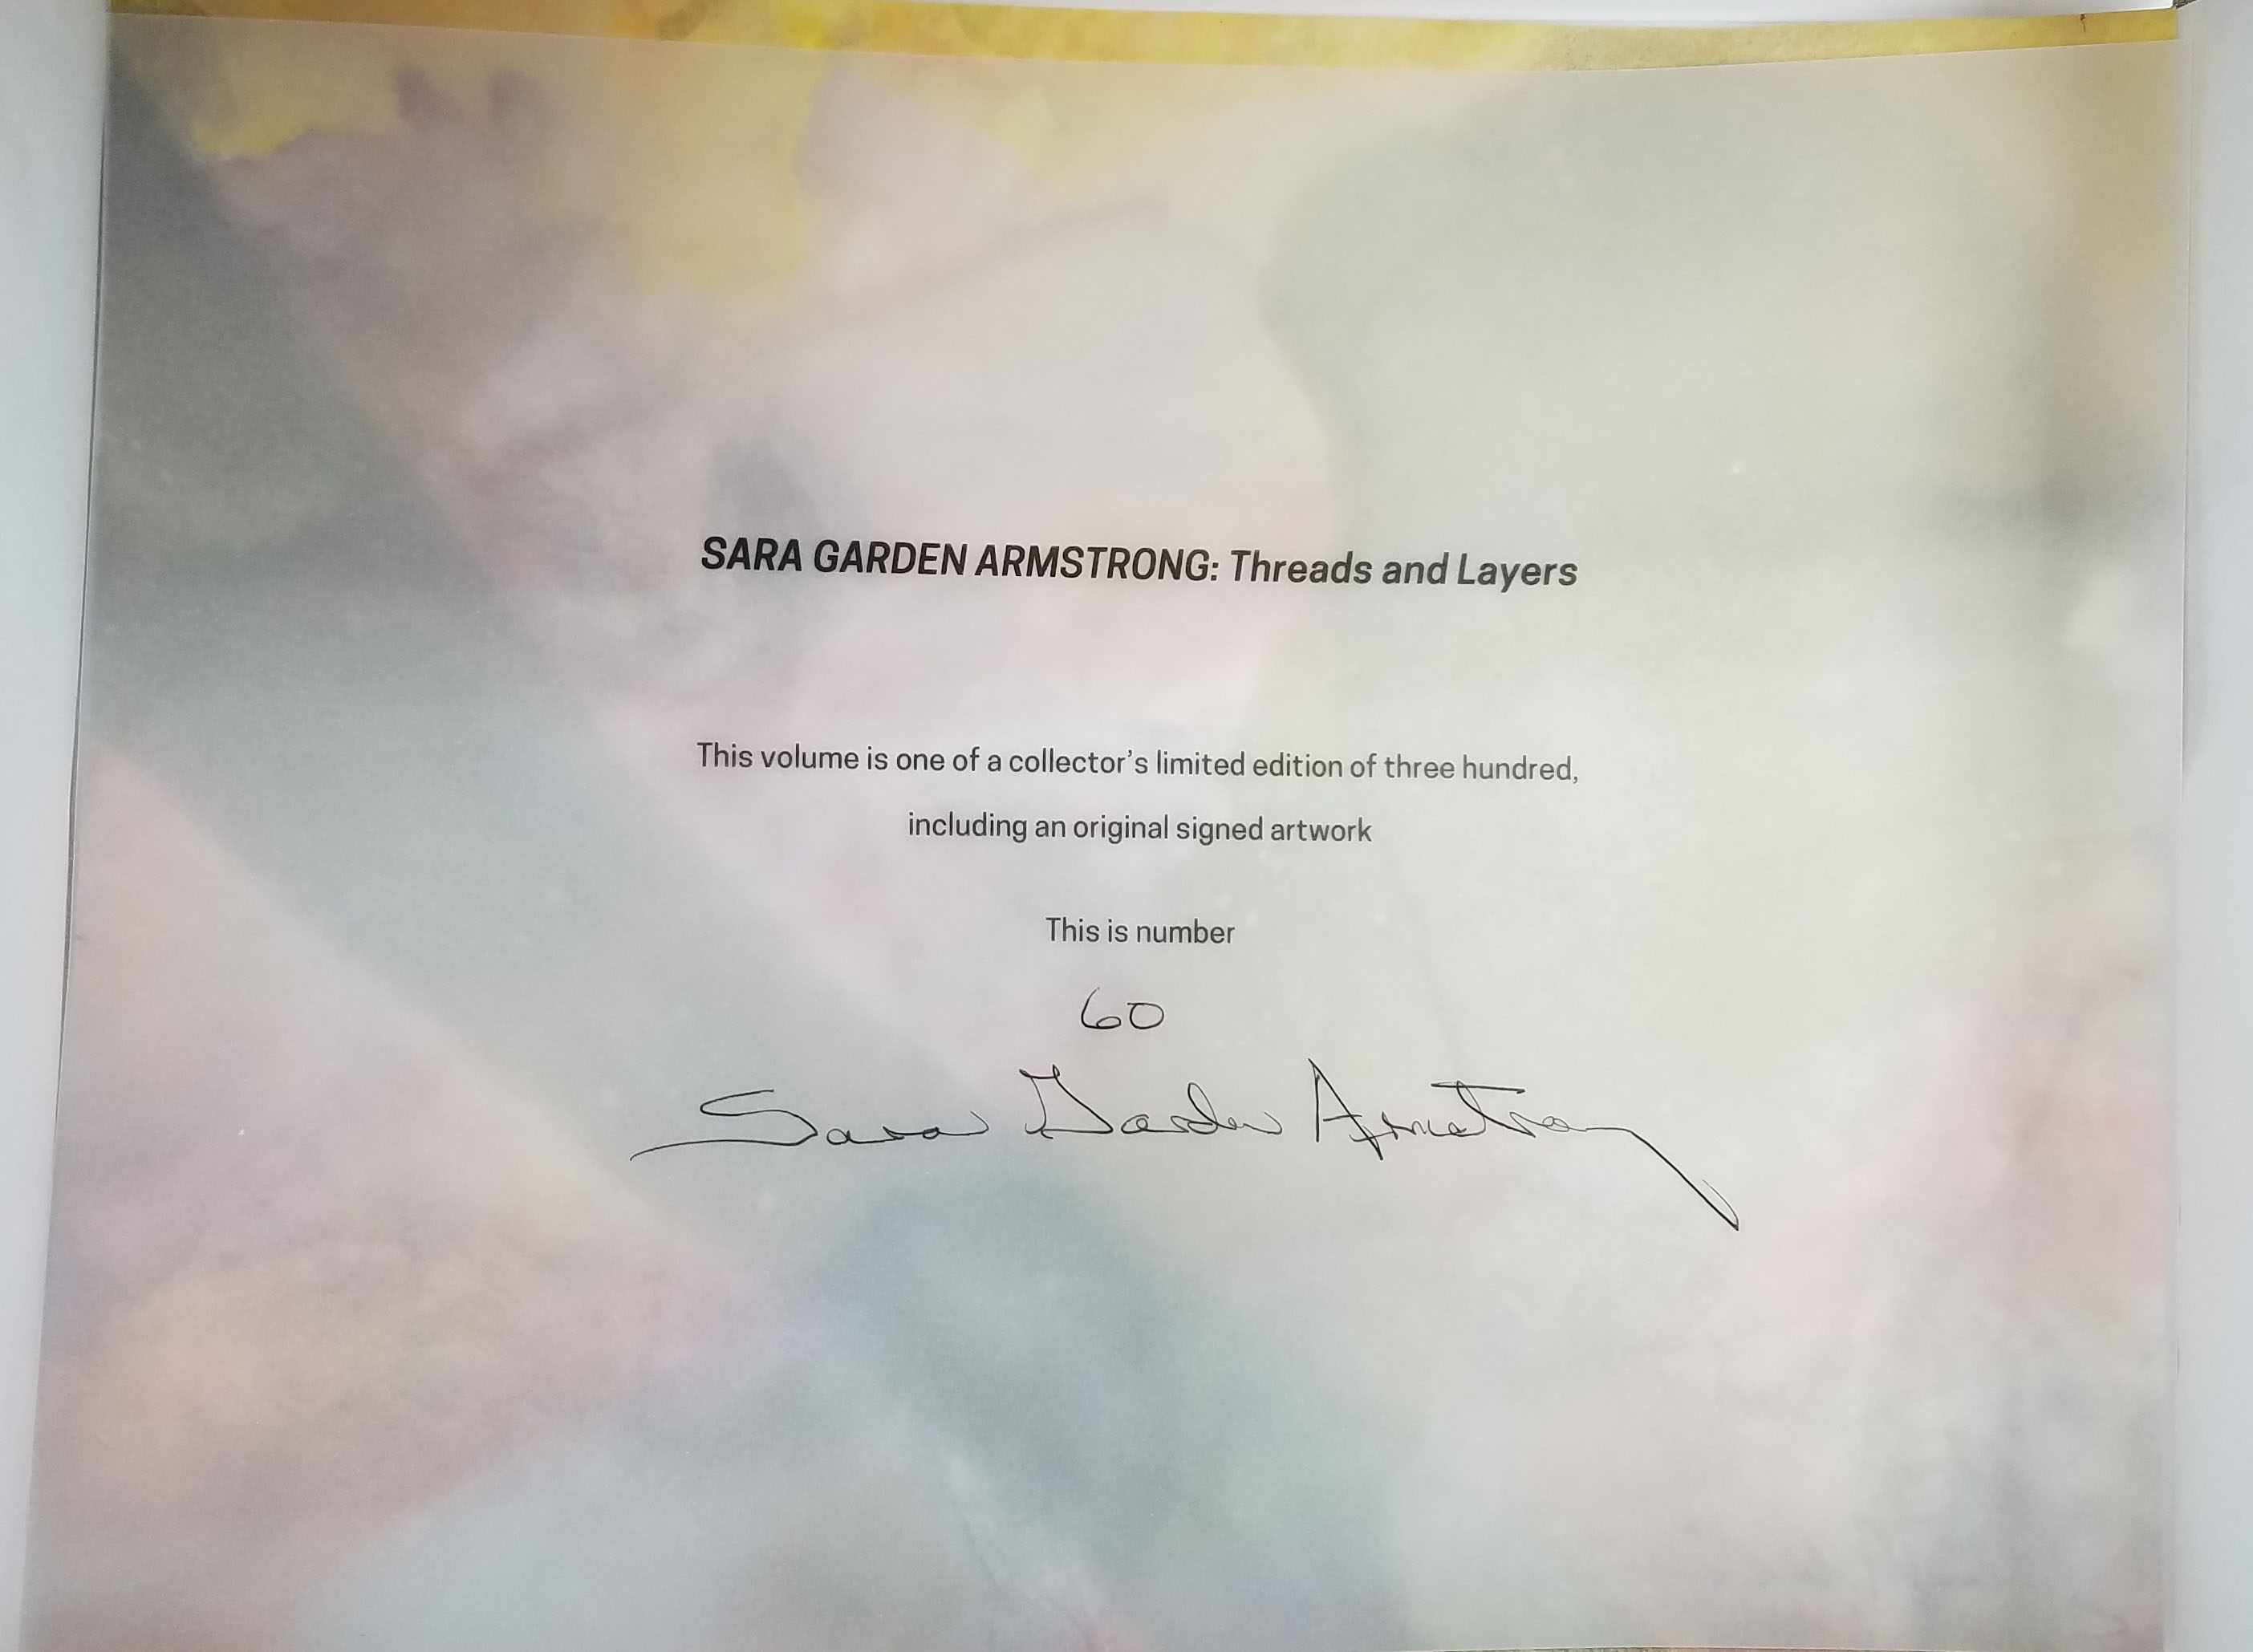 SARA GARDEN ARMSTRONG: Threads and Layers
This volume is one of a collector's limited edition of three hundred,
including an original signed artwork
This is number
60
Sara Garden Armstrong